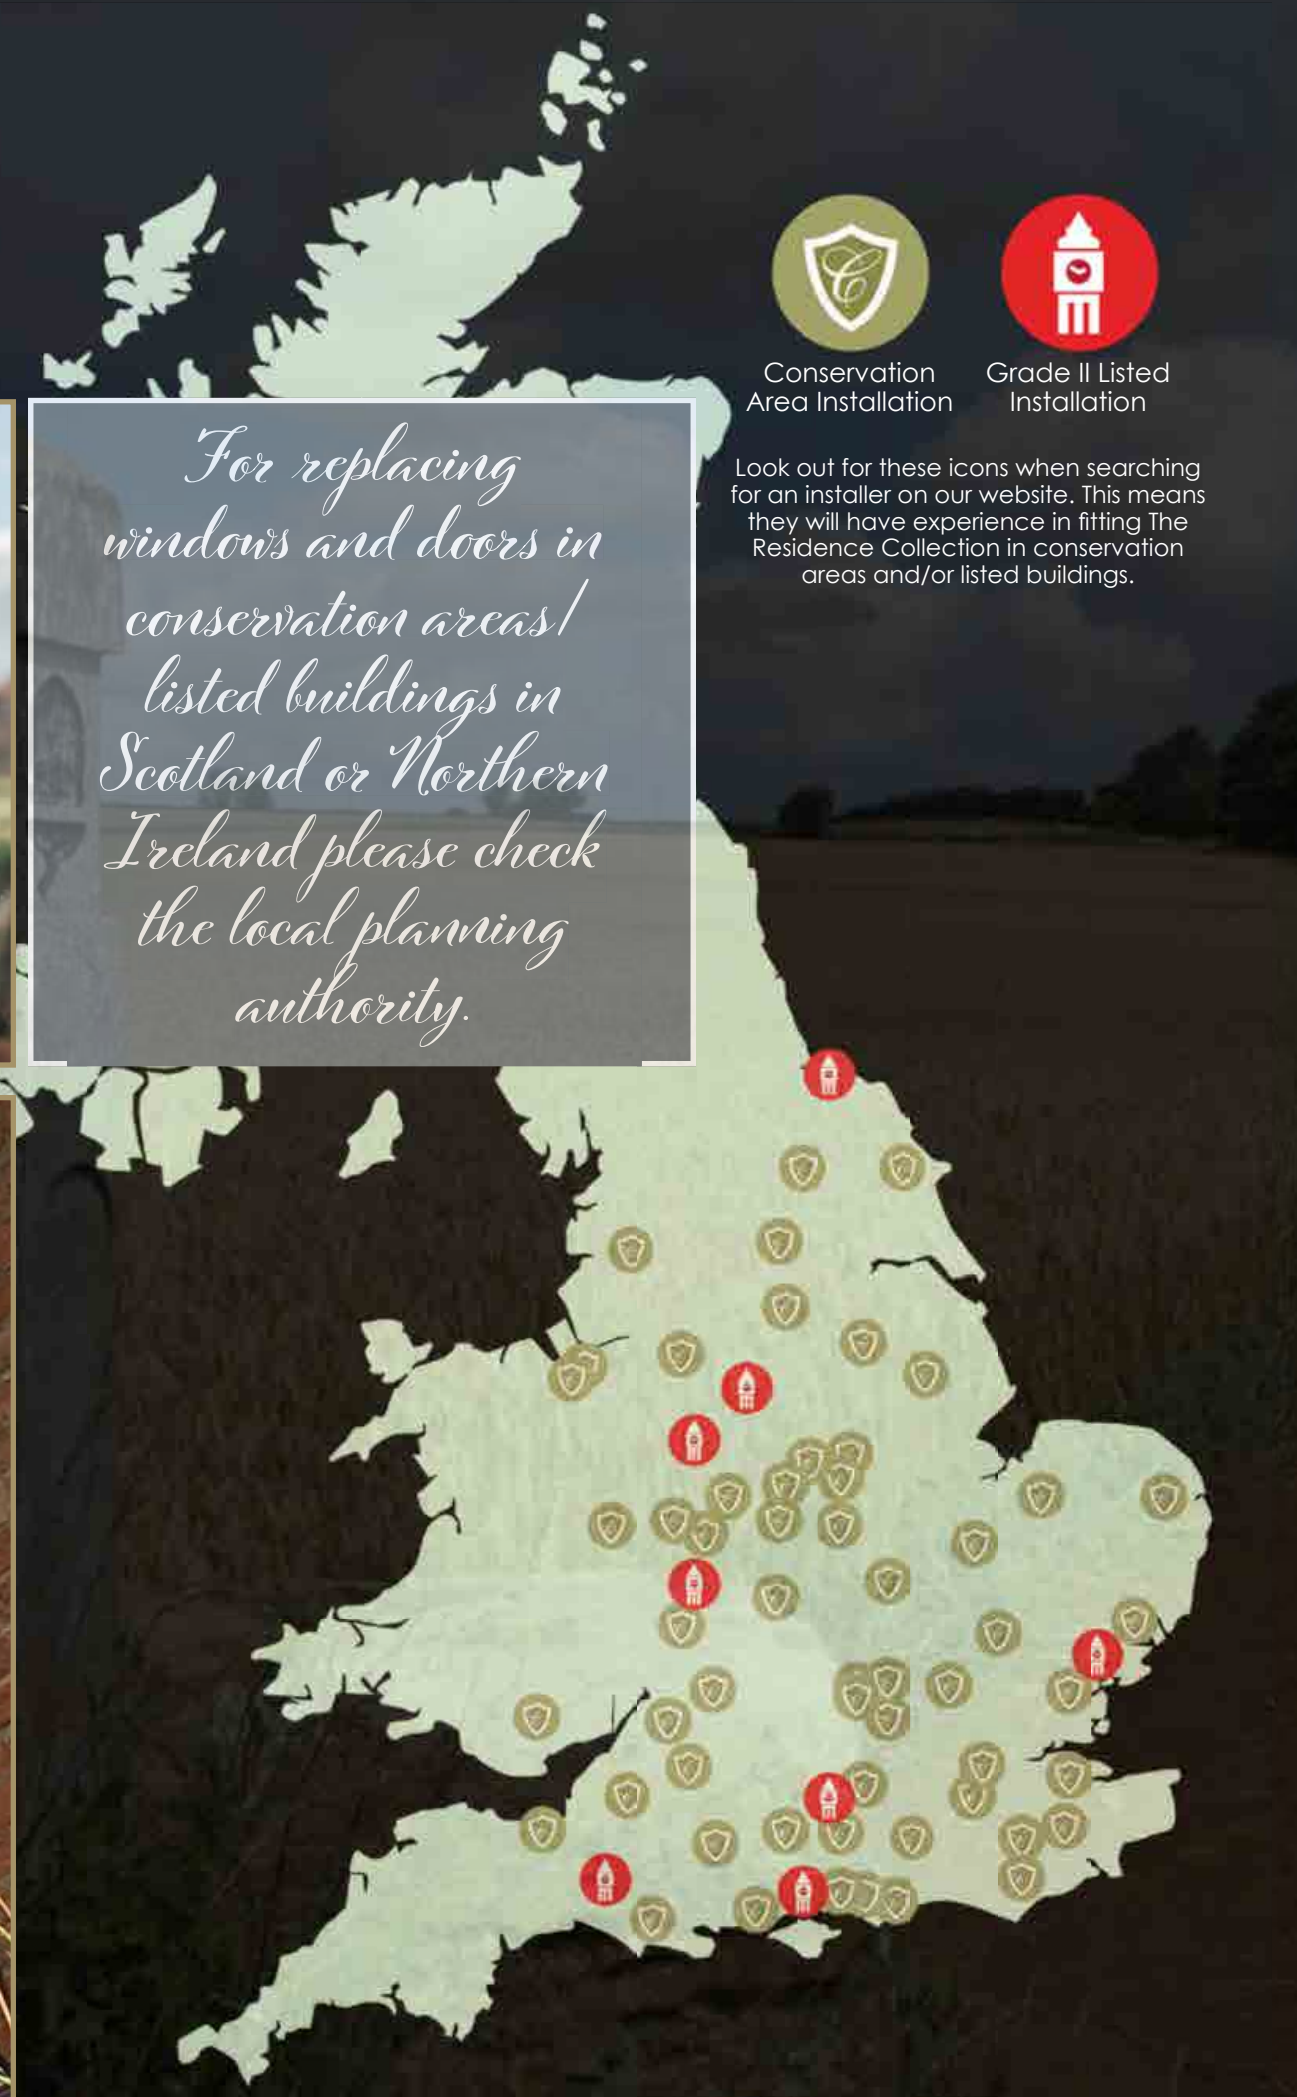 Conservation
Area Installation
Grade II Listed
Installation
Look out for these icons when searching
for an installer on our website. This means
they will have experience in fitting The
Residence Collection in conservation
areas and/or listed buildings.
For replacing
windows and doors in
conservation areas/
listed buildings in
Scotland or Northern
Ireland please check
the local planning
authority.